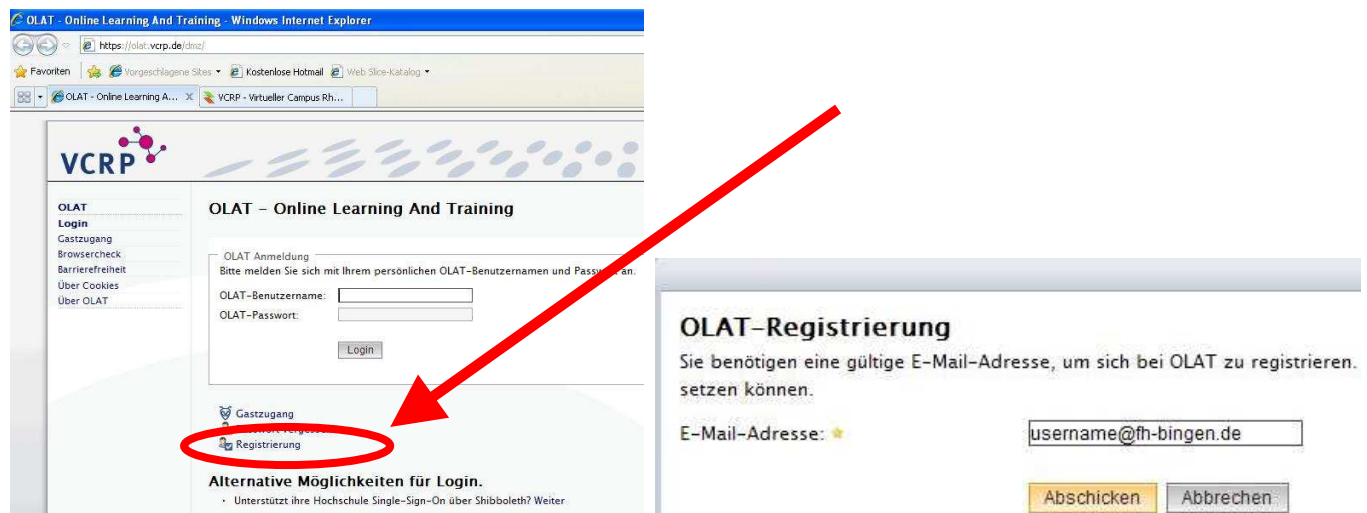 OLAT - Online Learning And Training - Windows Internet Explorer
https://olat.vcrp.de/dmz/
Favoriten Vorgeschlagene Sites Kostenlose Hotmail Web Slice-Katalog
OLAT - Online Learning A... X VCRP - Virtueller Campus Rh...
VCRP
OLAT
Login
Gastzugang
Browsercheck
Barrierefreiheit
Über Cookies
Über OLAT
OLAT - Online Learning And Training
OLAT Anmeldung
Bitte melden Sie sich mit Ihrem persönlichen OLAT-Benutzernamen und an.
OLAT-Benutzername:
OLAT-Passwort:
Login
Gastzugang
Registrierung
Alternative Möglichkeiten für Login.
• Unterstützt ihre Hochschule Single-Sign-On über Shibboleth? Weiter
OLAT-Registrierung
Sie benötigen eine gültige E-Mail-Adresse, um sich bei OLAT zu registrieren.
setzen können.
E-Mail-Adresse:
username@fh-bingen.de
Abschicken Abbrechen